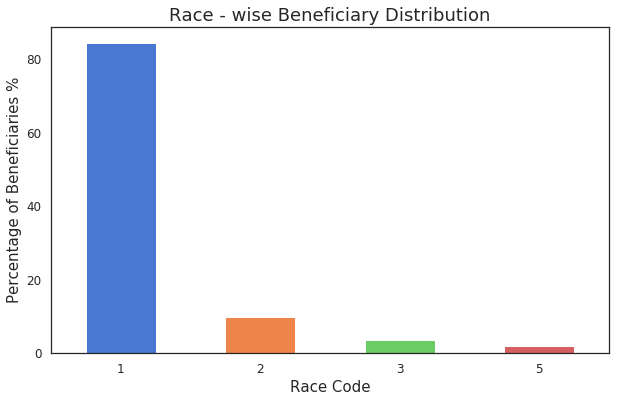 Race - wise Beneficiary Distribution
Percentage of Beneficiaries %
80
60
40
20
0
1 2 3 5
Race Code